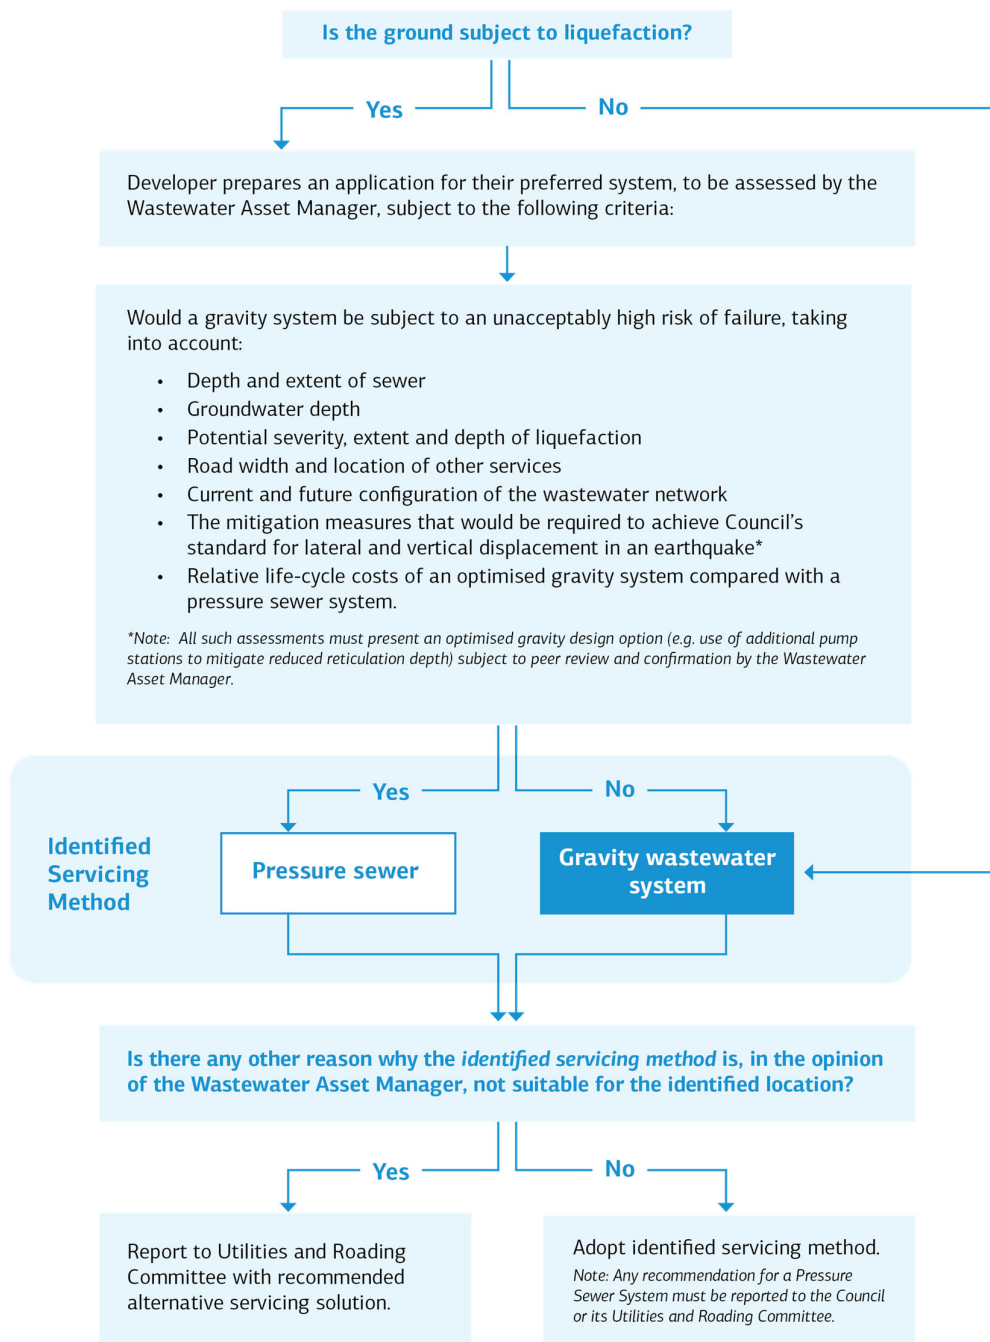 Is the ground subject to liquefaction?
Yes
No
Developer prepares an application for their preferred system, to be assessed by the
Wastewater Asset Manager, subject to the following criteria:
Would a gravity system be subject to an unacceptably high risk of failure, taking
into account:
• Depth and extent of sewer
• Groundwater depth
• Potential severity, extent and depth of liquefaction
• Road width and location of other services
• Current and future configuration of the wastewater network
• The mitigation measures that would be required to achieve Council’s
standard for lateral and vertical displacement in an earthquake*
• Relative life-cycle costs of an optimised gravity system compared with a
pressure sewer system.
*Note: All such assessments must present an optimised gravity design option (e.g. use of additional pump
stations to mitigate reduced reticulation depth) subject to peer review and confirmation by the Wastewater
Asset Manager.
Yes
No
Identified
Servicing
Method
Pressure sewer
Gravity wastewater
system
Is there any other reason why the identified servicing method is, in the opinion
of the Wastewater Asset Manager, not suitable for the identified location?
Yes
No
Report to Utilities and Roading
Committee with recommended
alternative servicing solution.
Adopt identified servicing method.
Note: Any recommendation for a Pressure
Sewer System must be reported to the Council
or its Utilities and Roading Committee.